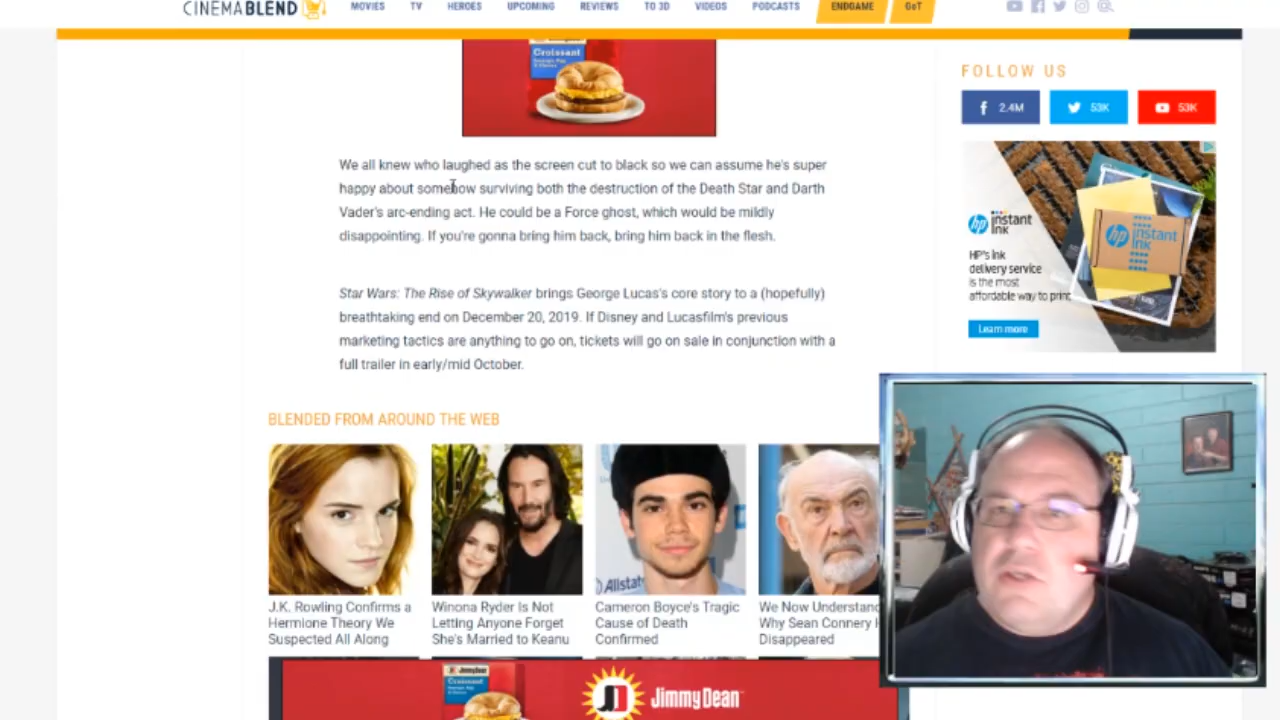 CINEMABLEND
MOVIES TV HEROES UPCOMING REVIEWS TO 3D VIDEOS PODCASTS ENDGAME GoT
Croissant
We all knew who laughed as the screen cut to black so we can assume he's super
happy about somehow surviving both the destruction of the Death Star and Darth
Vader's arc-ending act. He could be a Force ghost, which would be mildly
disappointing. If you're gonna bring him back, bring him back in the flesh.
Star Wars: The Rise of Skywalker brings George Lucas's core story to a (hopefully)
breathtaking end on December 20, 2019. If Disney and Lucasfilm's previous
marketing tactics are anything to go on, tickets will go on sale in conjunction with a
full trailer in early/mid October.
FOLLOW US
2.4M 53K 53K
hp instant ink
HP's ink
delivery service
is the most
affordable way to print
Learn more
hp instant ink
BLENDED FROM AROUND THE WEB
Allstat
J.K. Rowling Confirms a
Hermione Theory We
Suspected All Along
Winona Ryder Is Not
Letting Anyone Forget
She's Married to Keanu
Cameron Boyce's Tragic
Cause of Death
Confirmed
We Now Understand
Why Sean Connery H
Disappeared
Jimmy Dean
Croissant
JD Jimmy Dean